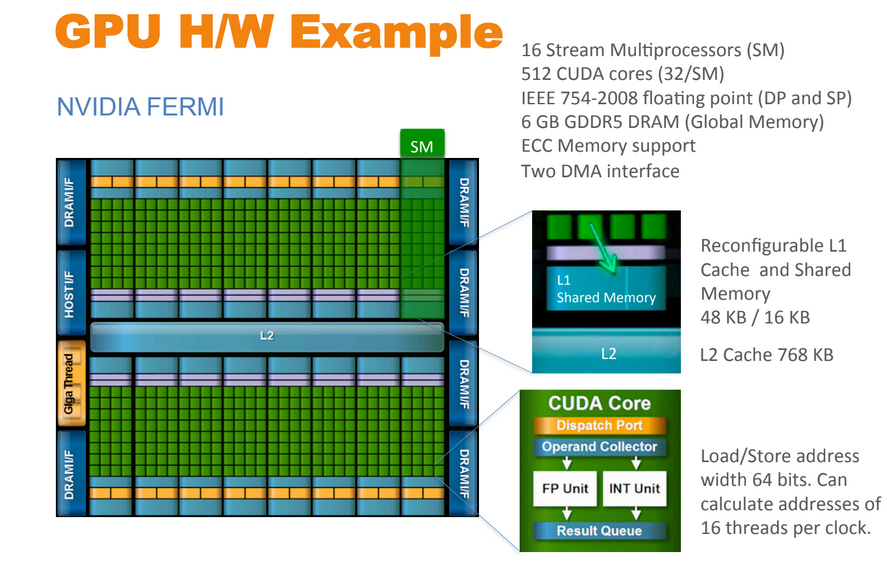 GPU H/W Example
NVIDIA FERMI
16 Stream Multiprocessors (SM)
512 CUDA cores (32/SM)
IEEE 754-2008 floating point (DP and SP)
6 GB GDDR5 DRAM (Global Memory)
ECC Memory support
Two DMA interface
SM
DRAM I/F
HOST I/F
Giga Thread
DRAM I/F
L2
DRAM I/F
DRAM I/F
DRAM I/F
DRAM I/F
L1
Shared Memory
L2
Reconfigurable L1
Cache and Shared
Memory
48 KB / 16 KB
L2 Cache 768 KB
CUDA Core
Dispatch Port
Operand Collector
FP Unit
INT Unit
Result Queue
Load/Store address
width 64 bits. Can
calculate addresses of
16 threads per clock.